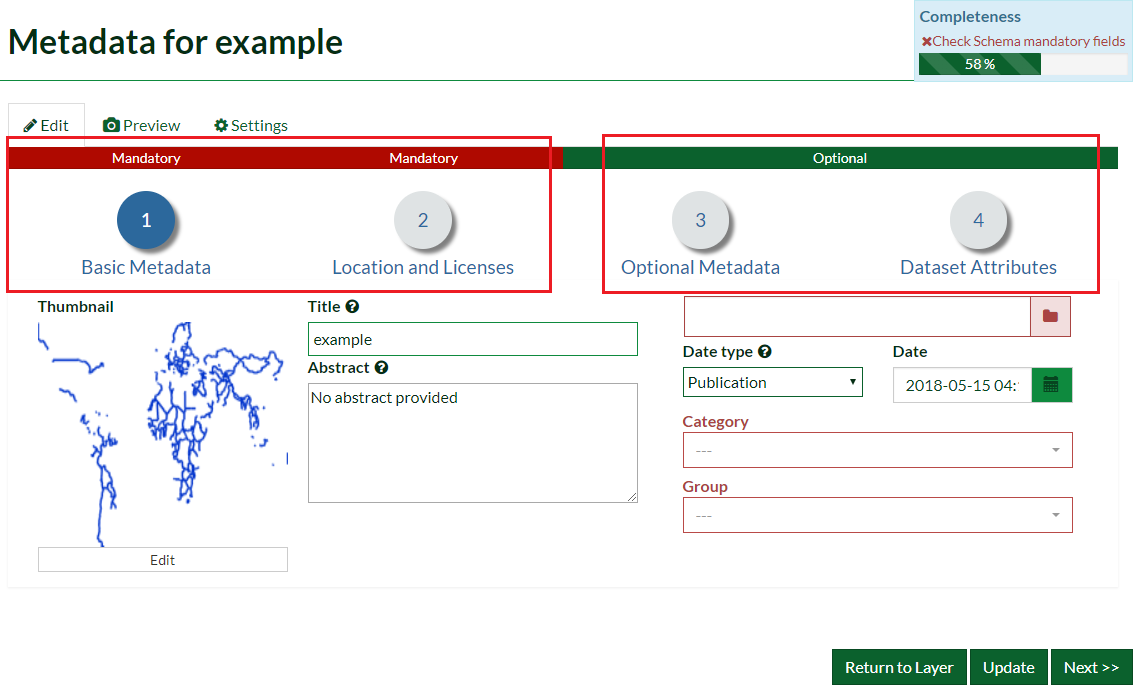 Metadata for example
Completeness
Check Schema mandatory fields
58%
Edit
Preview
Settings
Mandatory
Mandatory
Optional
1
2
3
4
Basic Metadata
Location and Licenses
Optional Metadata
Dataset Attributes
Thumbnail
Edit
Title
example
Abstract
No abstract provided
Date type
Date
Publication
2018-05-15 04:
Category
---
Group
---
Return to Layer
Update
Next >>